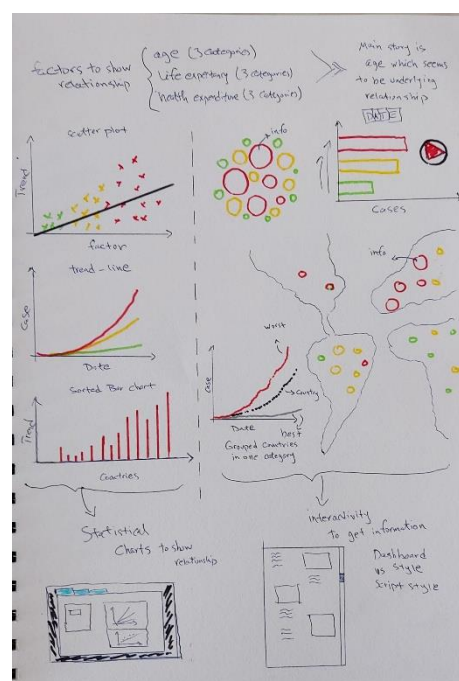 factors to show
relationship
age (3 categories)
life expectancy (3 categories)
health expenditure (3 categories)
Main story is
age which seems
to be underlying
relationship
scatter plot
Trend
factor
info
DATE
Cases
trend-line
Case
Date
info
Sorted Bar chart
Trend
Countries
worst
Case
Country
best
Date
Grouped Countries
in one category
Statistical
Charts to show
relationship
interactivity
to get information
Dashboard
vs style
Script style